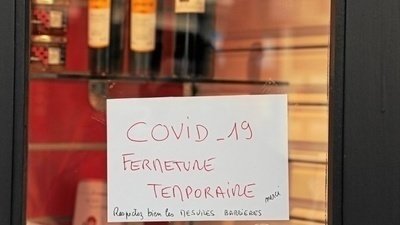 COVID_19
FERMETURE
TEMPORAIRE
Respectez bien les MESURES BARRIERES merci